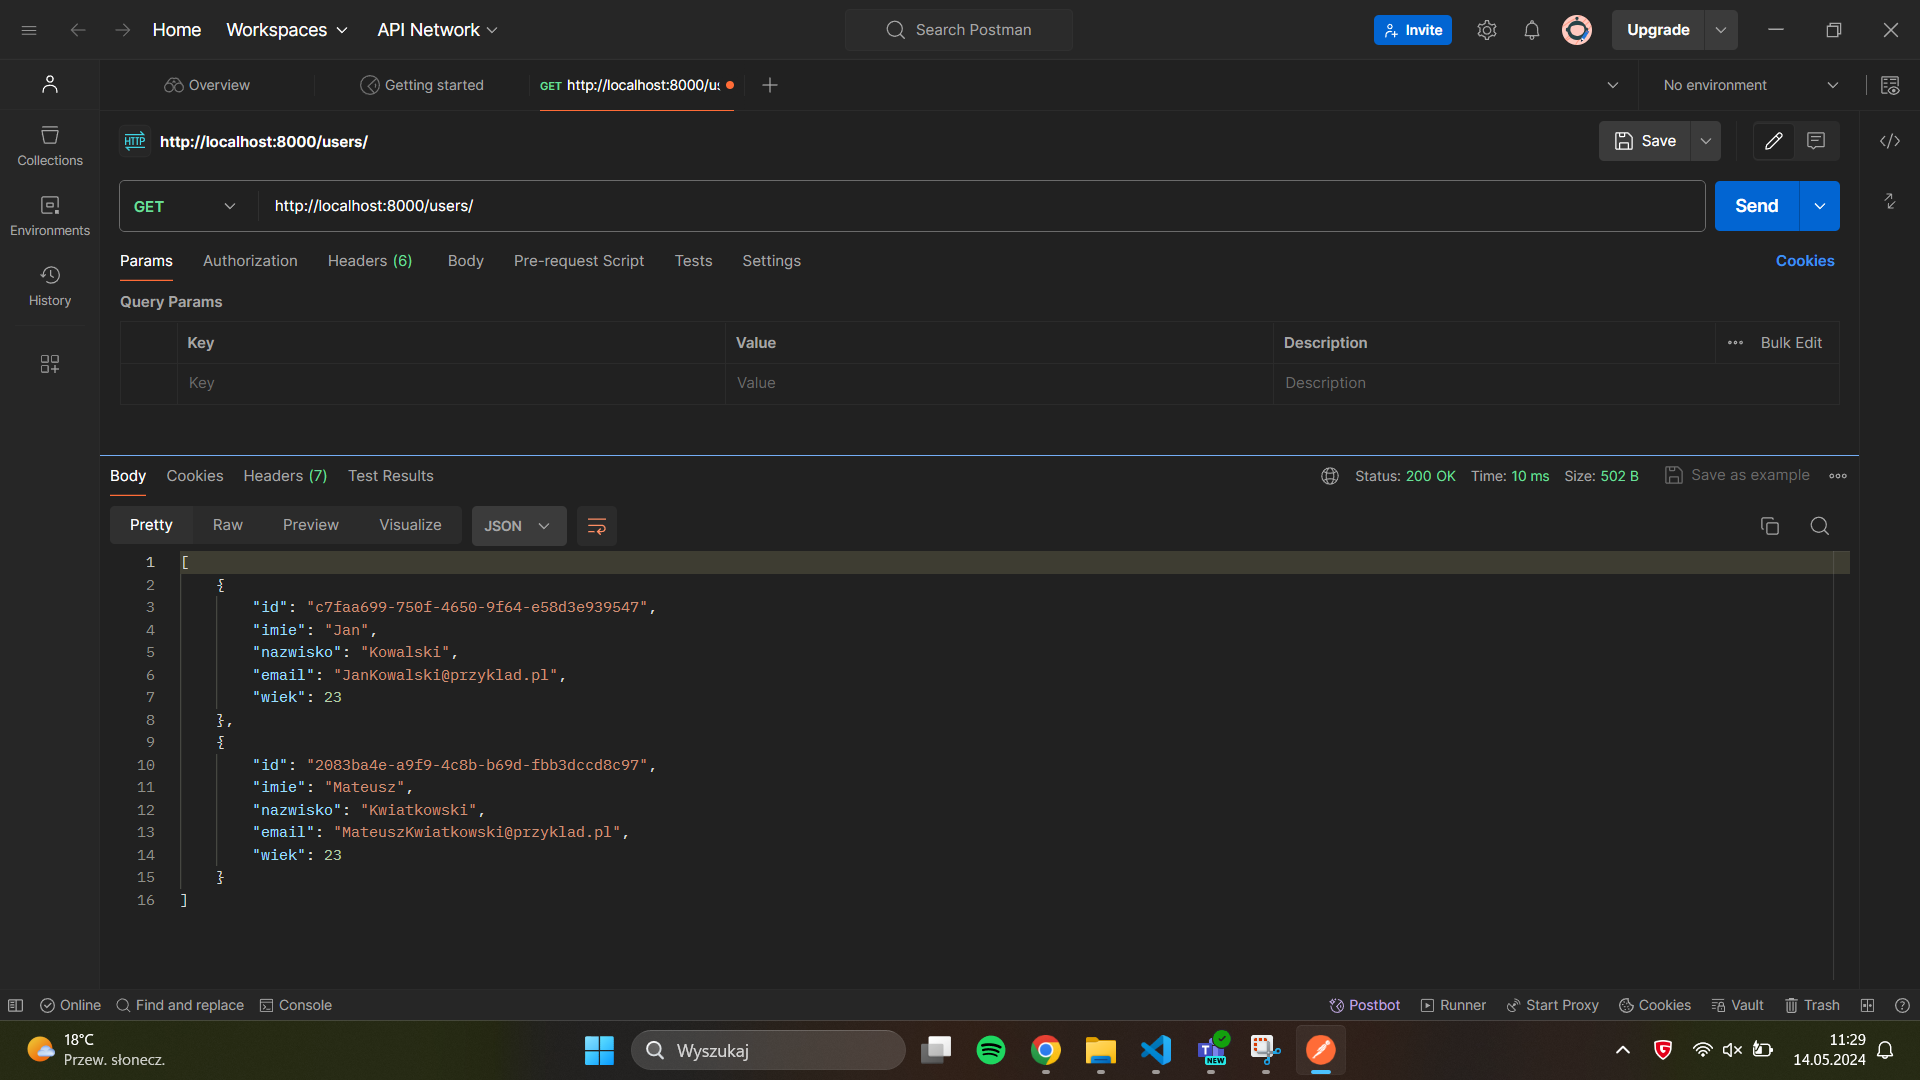 Home Workspaces API Network Search Postman Invite Upgrade
Overview Getting started GET http://localhost:8000/us No environment
HTTP http://localhost:8000/users/ Save
Collections
Environments
History
GET http://localhost:8000/users/ Send
Params Authorization Headers (6) Body Pre-request Script Tests Settings Cookies
Query Params
Key Value Description Bulk Edit
Key Value Description
Body Cookies Headers (7) Test Results Status: 200 OK Time: 10 ms Size: 502 B Save as example
Pretty Raw Preview Visualize JSON
1 [
2 {
3 "id": "c7faa699-750f-4650-9f64-e58d3e939547",
4 "imie": "Jan",
5 "nazwisko": "Kowalski",
6 "email": "JanKowalski@przyklad.pl",
7 "wiek": 23
8 },
9 {
10 "id": "2083ba4e-a9f9-4c8b-b69d-fbb3dccd8c97",
11 "imie": "Mateusz",
12 "nazwisko": "Kwiatkowski",
13 "email": "MateuszKwiatkowski@przyklad.pl",
14 "wiek": 23
15 }
16 ]
Online Find and replace Console Postbot Runner Start Proxy Cookies Vault Trash
18°C
Przew. słonecz.
Wyszukaj
NEW
11:29
14.05.2024